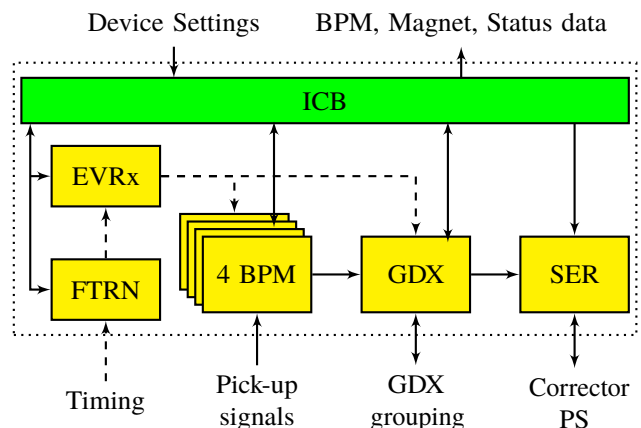 Device Settings
BPM, Magnet, Status data
ICB
EVRx
FTRN
4 BPM
GDX
SER
Timing
Pick-up
signals
GDX
grouping
Corrector
PS